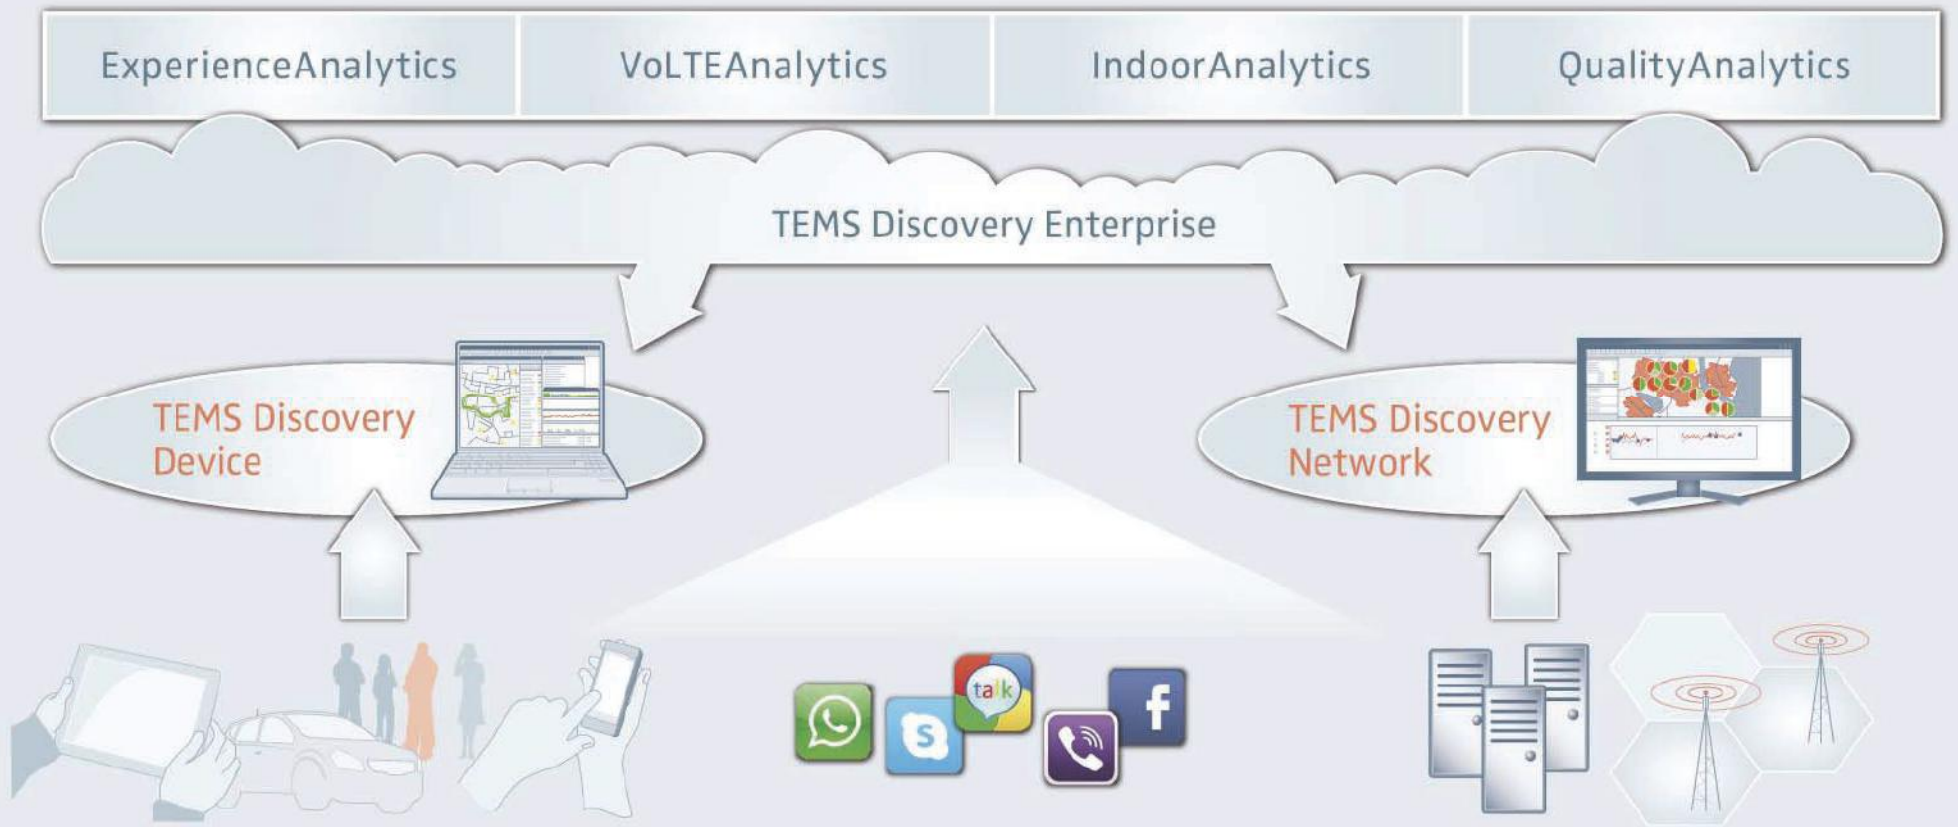 ExperienceAnalytics
VoLTEAnalytics
IndoorAnalytics
QualityAnalytics
TEMS Discovery Enterprise
TEMS Discovery
Device
TEMS Discovery
Network
talk
S
f